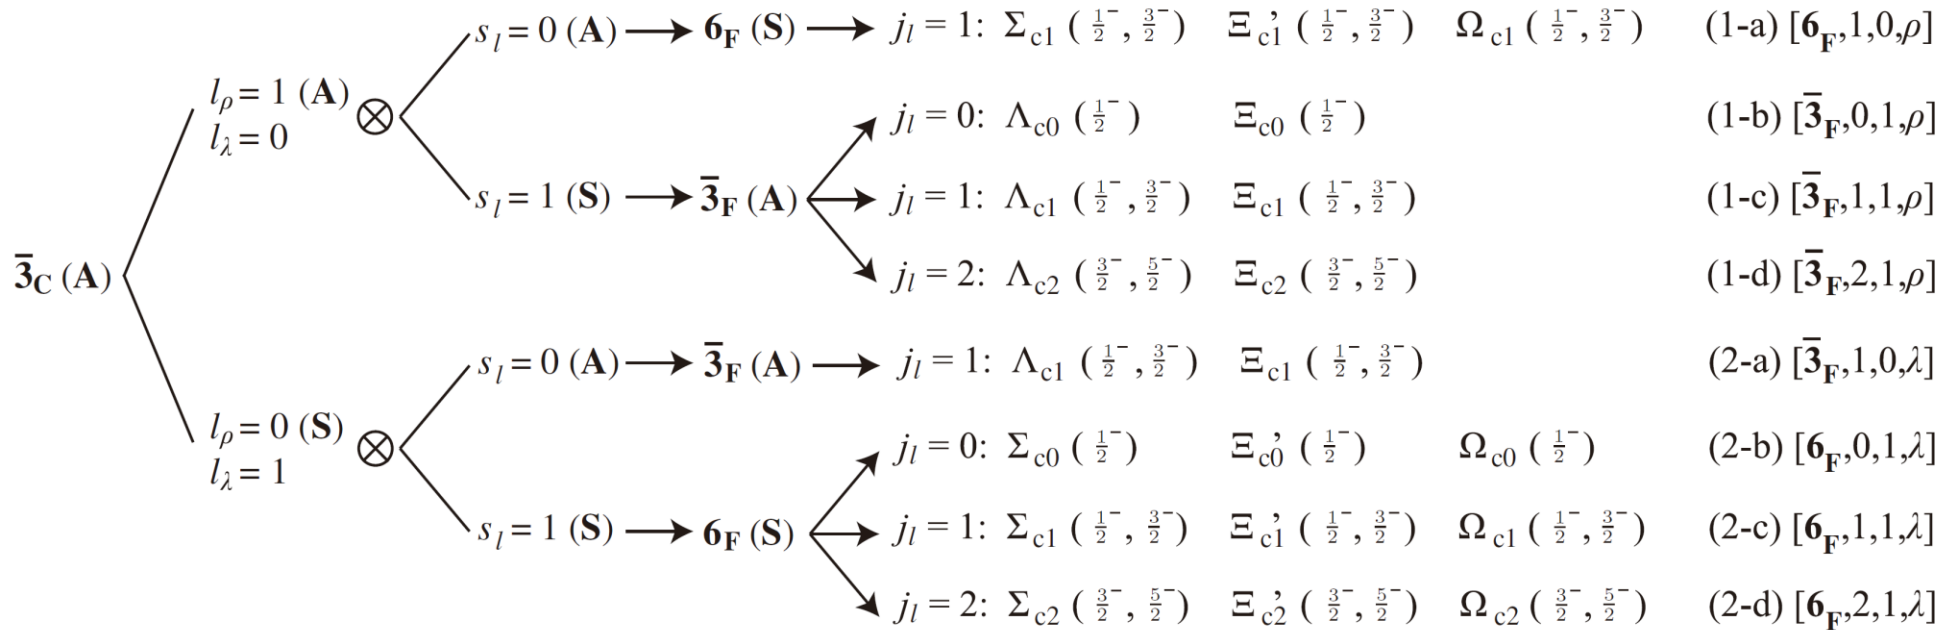 s_l = 0 (A) ⟶ 6_F (S) ⟶ j_l = 1: Σ_c1 ( 1/2⁻, 3/2⁻ ) Ξ'_c1 ( 1/2⁻, 3/2⁻ ) Ω_c1 ( 1/2⁻, 3/2⁻ ) (1-a) [6_F,1,0,ρ]
l_ρ = 1 (A) ⊗
l_λ = 0
j_l = 0: Λ_c0 ( 1/2⁻ ) Ξ_c0 ( 1/2⁻ ) (1-b) [3̅_F,0,1,ρ]
s_l = 1 (S) ⟶ 3̅_F (A) j_l = 1: Λ_c1 ( 1/2⁻, 3/2⁻ ) Ξ_c1 ( 1/2⁻, 3/2⁻ ) (1-c) [3̅_F,1,1,ρ]
j_l = 2: Λ_c2 ( 3/2⁻, 5/2⁻ ) Ξ_c2 ( 3/2⁻, 5/2⁻ ) (1-d) [3̅_F,2,1,ρ]
3̅_C (A)
s_l = 0 (A) ⟶ 3̅_F (A) ⟶ j_l = 1: Λ_c1 ( 1/2⁻, 3/2⁻ ) Ξ_c1 ( 1/2⁻, 3/2⁻ ) (2-a) [3̅_F,1,0,λ]
l_ρ = 0 (S) ⊗
l_λ = 1
j_l = 0: Σ_c0 ( 1/2⁻ ) Ξ'_c0 ( 1/2⁻ ) Ω_c0 ( 1/2⁻ ) (2-b) [6_F,0,1,λ]
s_l = 1 (S) ⟶ 6_F (S) j_l = 1: Σ_c1 ( 1/2⁻, 3/2⁻ ) Ξ'_c1 ( 1/2⁻, 3/2⁻ ) Ω_c1 ( 1/2⁻, 3/2⁻ ) (2-c) [6_F,1,1,λ]
j_l = 2: Σ_c2 ( 3/2⁻, 5/2⁻ ) Ξ'_c2 ( 3/2⁻, 5/2⁻ ) Ω_c2 ( 3/2⁻, 5/2⁻ ) (2-d) [6_F,2,1,λ]